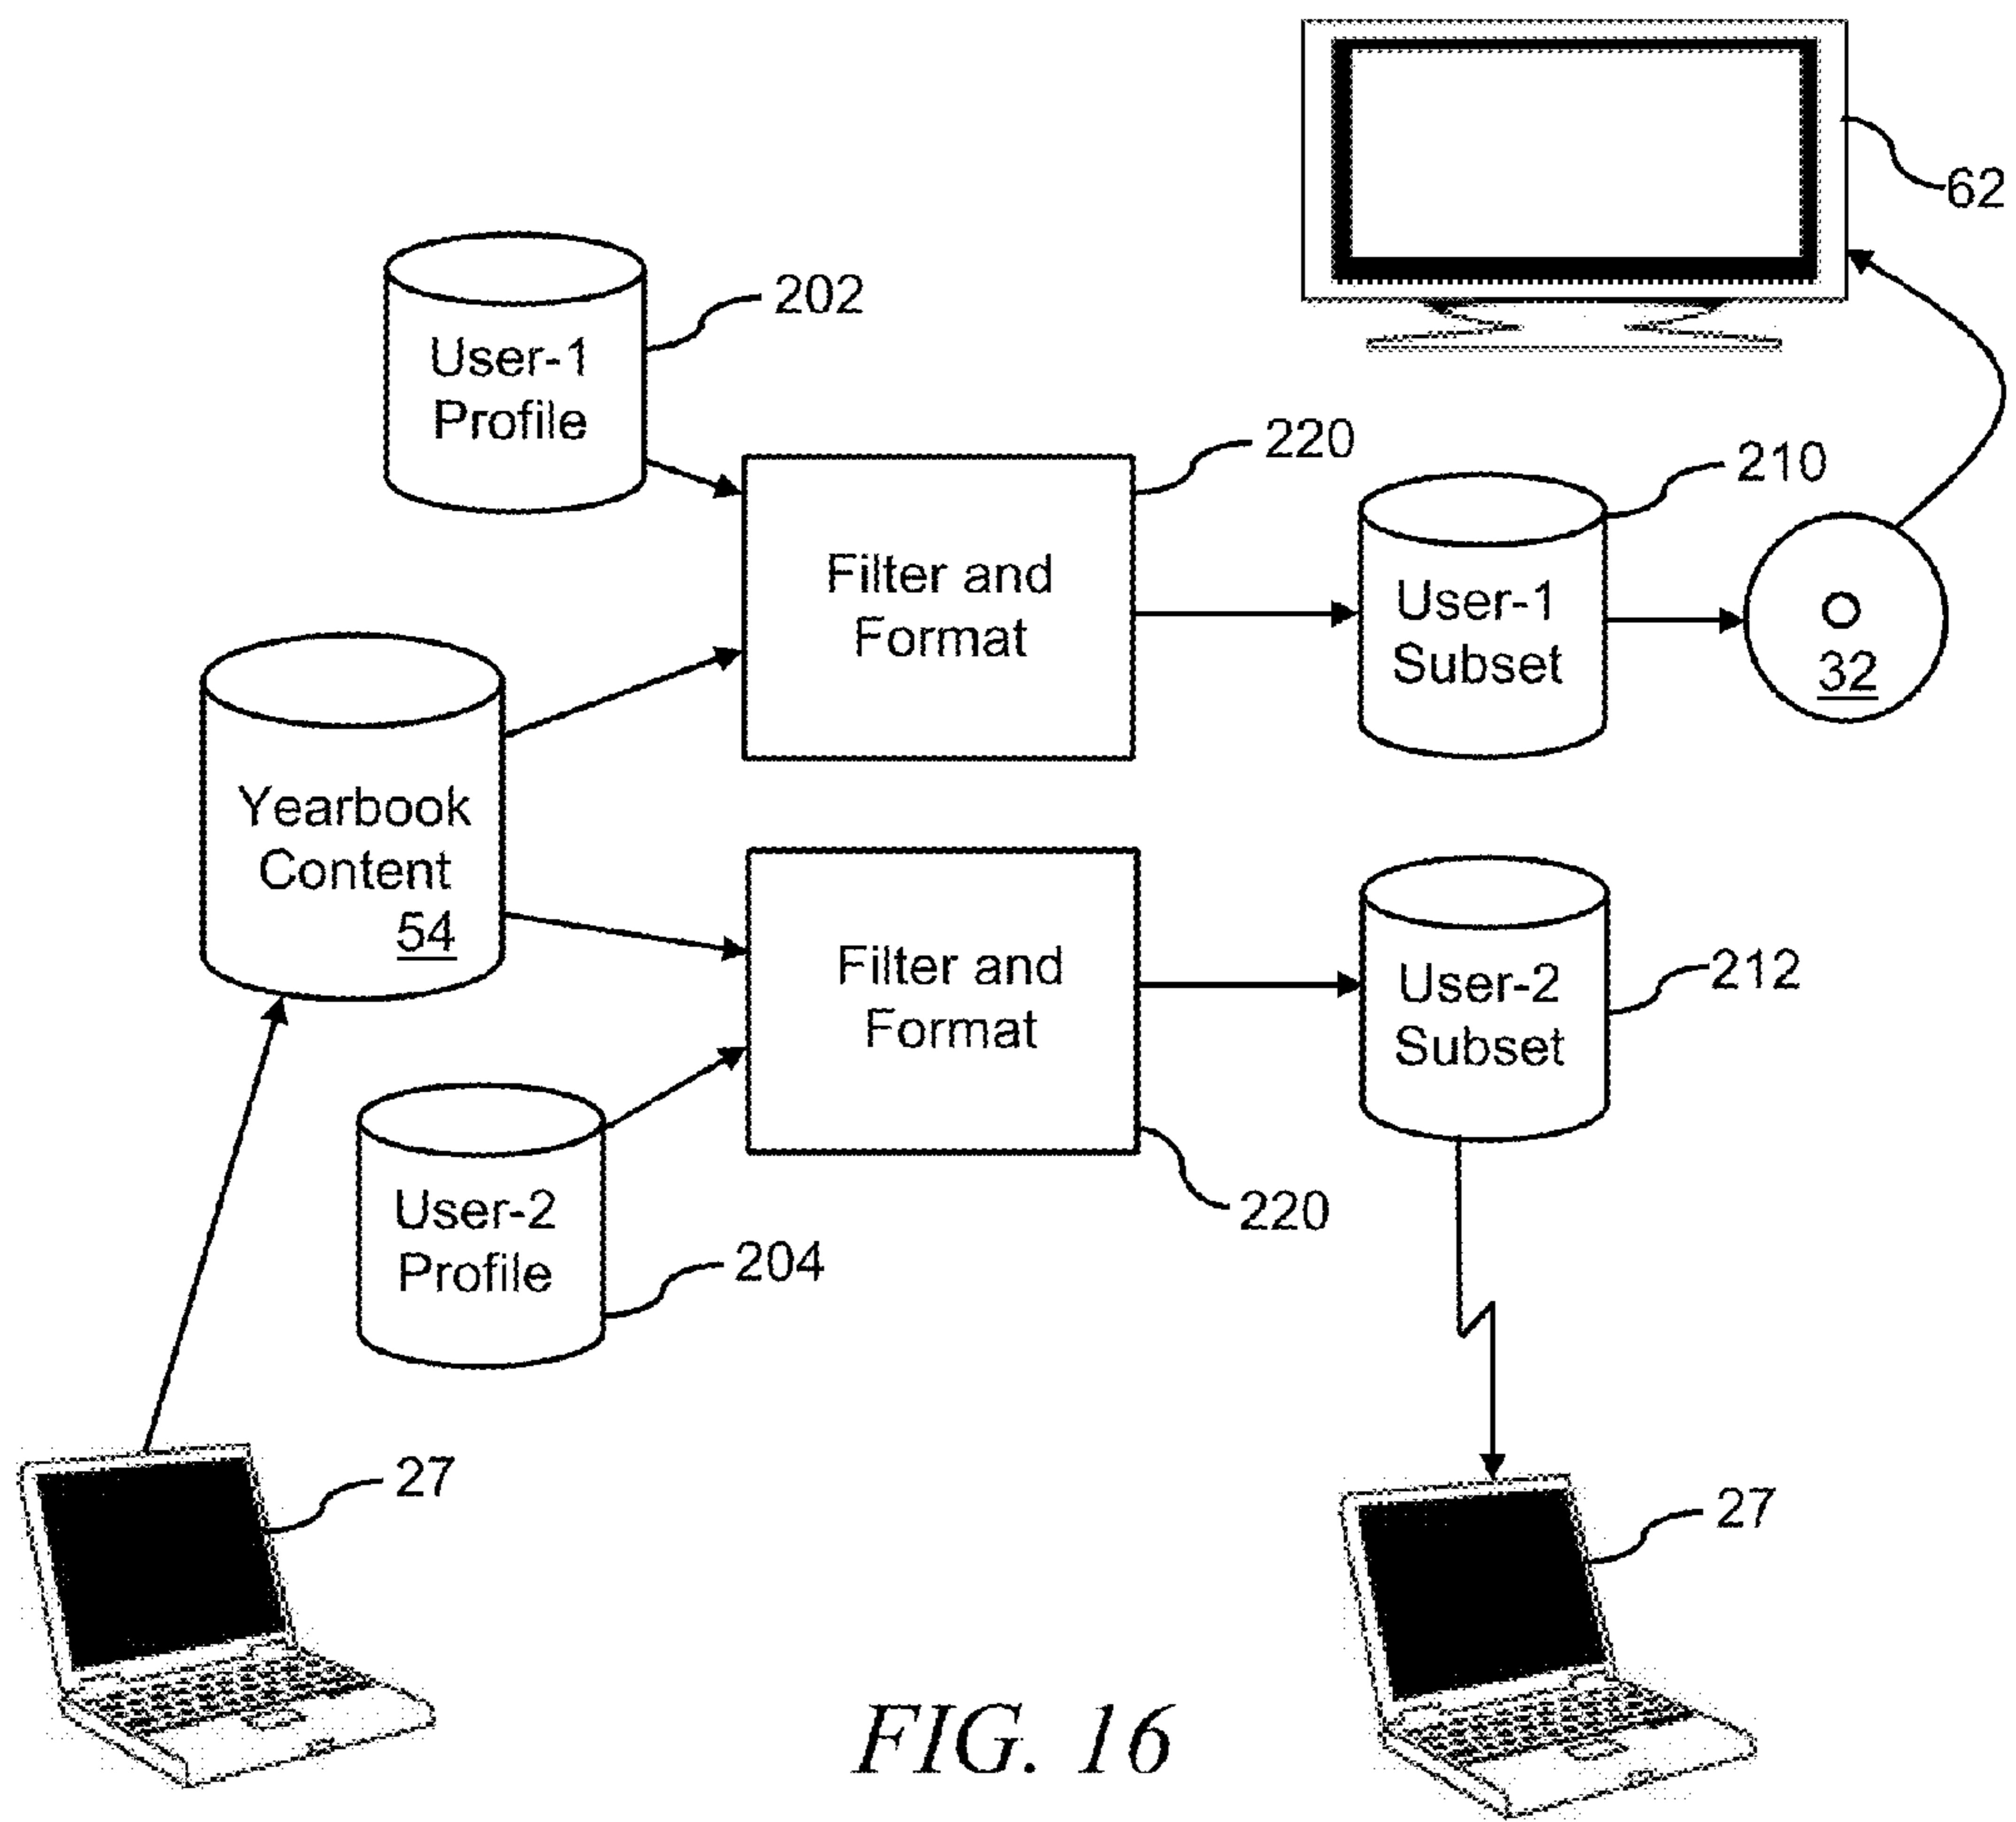 62
202
User-1
Profile
220
210
Filter and
Format
User-1
Subset
32
Yearbook
Content
54
Filter and
Format
User-2
Subset
212
User-2
Profile
204
220
27
27
FIG. 16